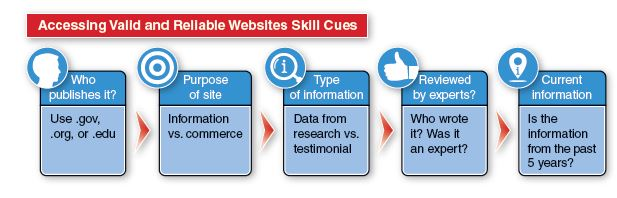 Accessing Valid and Reliable Websites Skill Cues
Who
publishes it?
Use .gov,
.org, or .edu
Purpose
of site
Information
vs. commerce
Type
of information
Data from
research vs.
testimonial
Reviewed
by experts?
Who wrote
it? Was it
an expert?
Current
information
Is the
information
from the past
5 years?